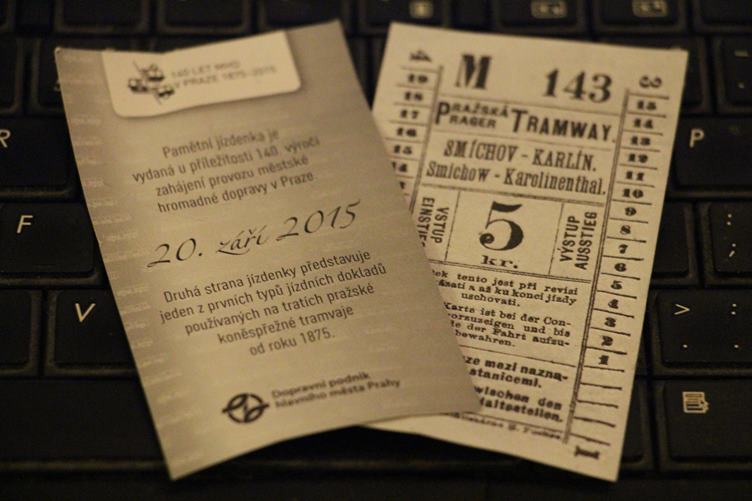 140 LET MHD
V PRAZE 1875–2015
Pamětní jízdenka je
vydaná u příležitosti 140. výročí
zahájení provozu městské
hromadné dopravy v Praze.
20. září 2015
Druhá strana jízdenky představuje
jeden z prvních typů jízdních dokladů
používaných na tratích pražské
koněspřežné tramvaje
od roku 1875.
Dopravní podnik
hlavního města Prahy
M 143
PRAŽSKÁ
PRAGER TRAMWAY.
SMÍCHOV - KARLÍN.
Smichow - Karolinenthal.
VSTUP
5
kr.
VÝSTUP
AUSSTIEG
tento jest při revisi
a až ku konci jízdy
uschovati.
Karte ist bei der Con-
vorzuzeigen und bis
der Fahrt aufzu-
bewahren.
mezi nazna-
stanicemi.
zwischen den
Haltestellen.
19
18
17
16
15
15
14
13
12
11
10
9
8
7
6
5
4
3
2
1
R
F
V
P
:
;
>
.
: